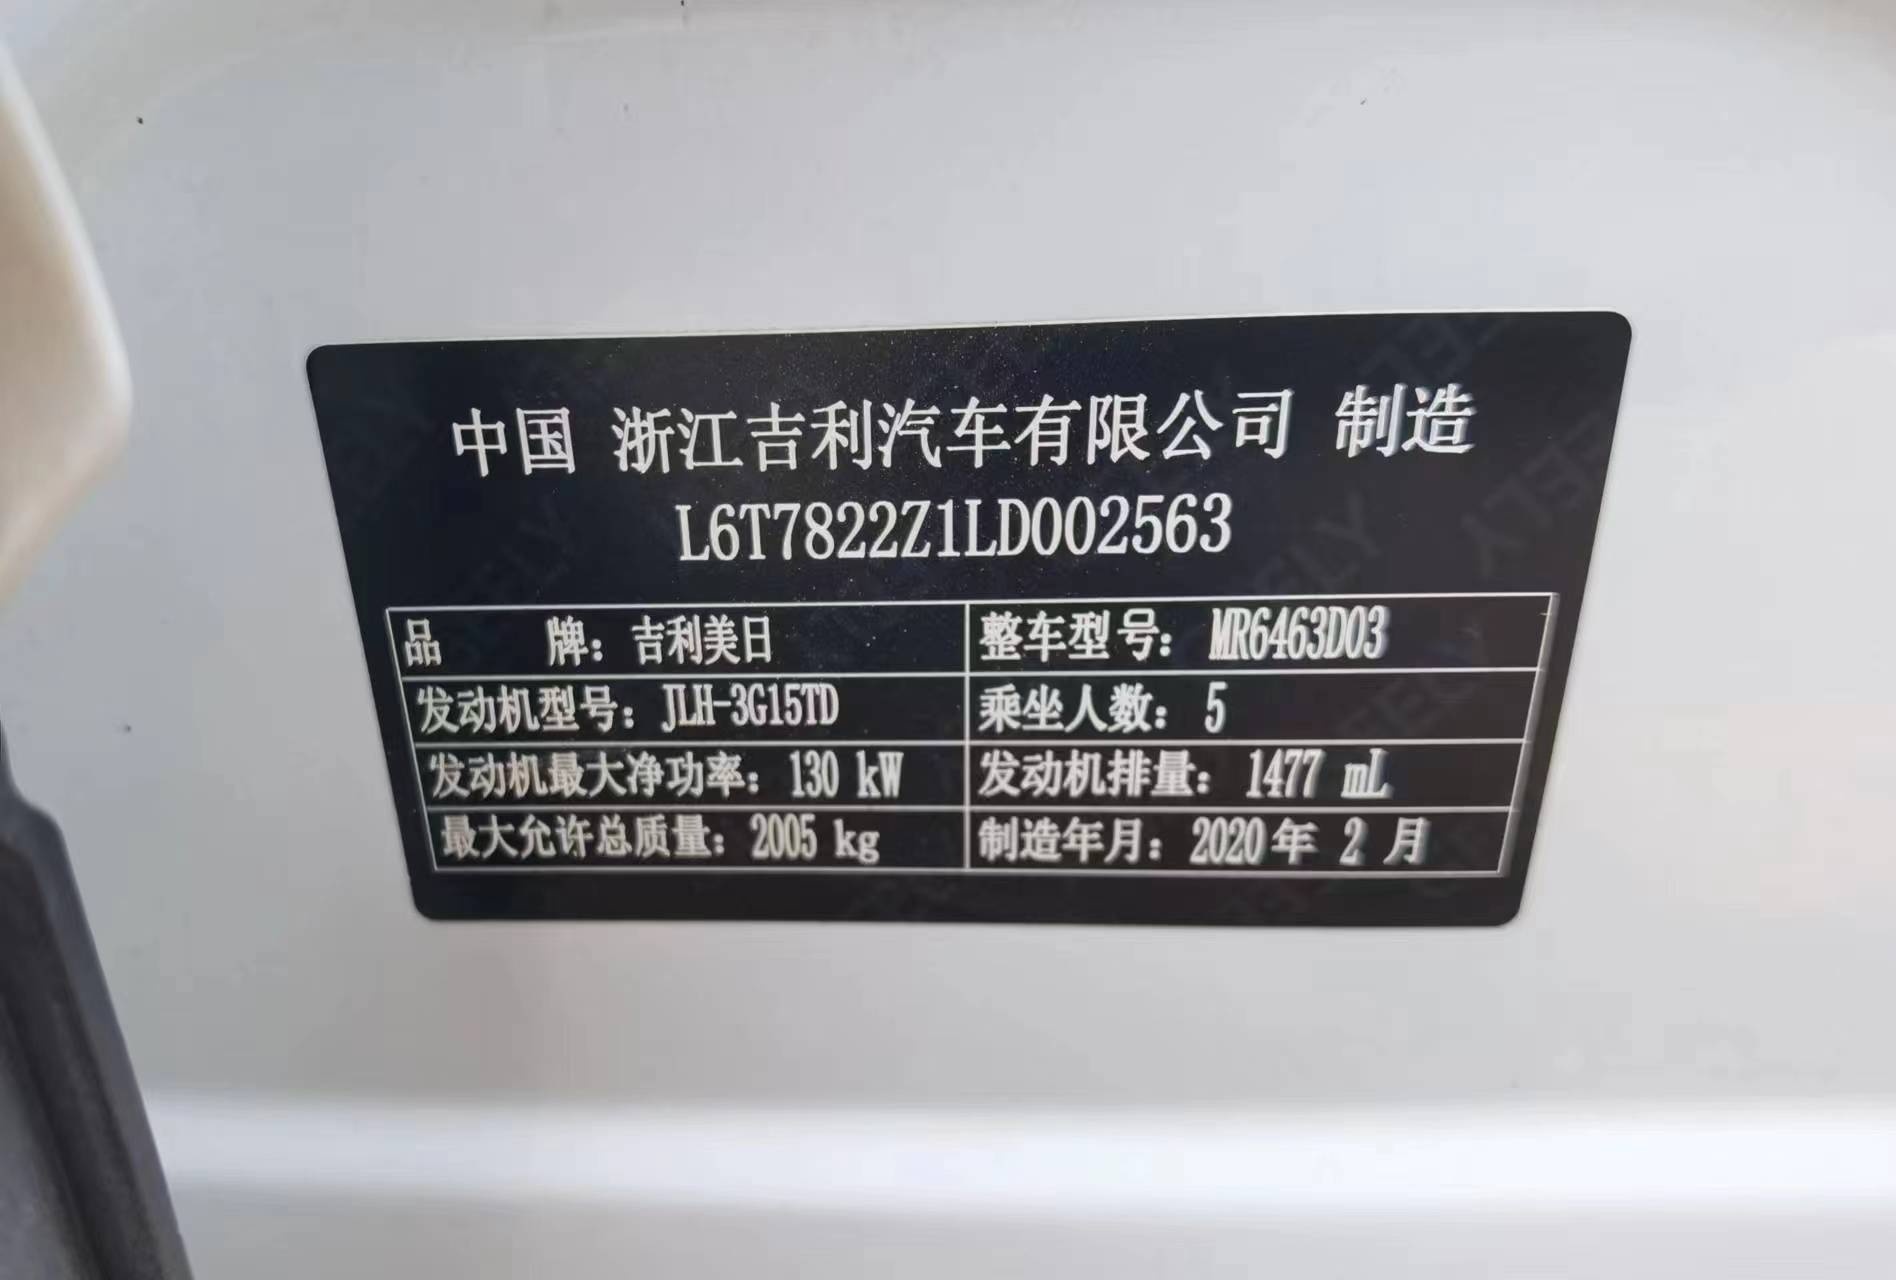 中国 浙江吉利汽车有限公司 制造
L6T7822Z1LD002563
品 牌：吉利美日 整车型号：MR6463D03
发动机型号：JLH-3G15TD 乘坐人数：5
发动机最大净功率：130 kW 发动机排量：1477 mL
最大允许总质量：2005 kg 制造年月：2020年 2 月